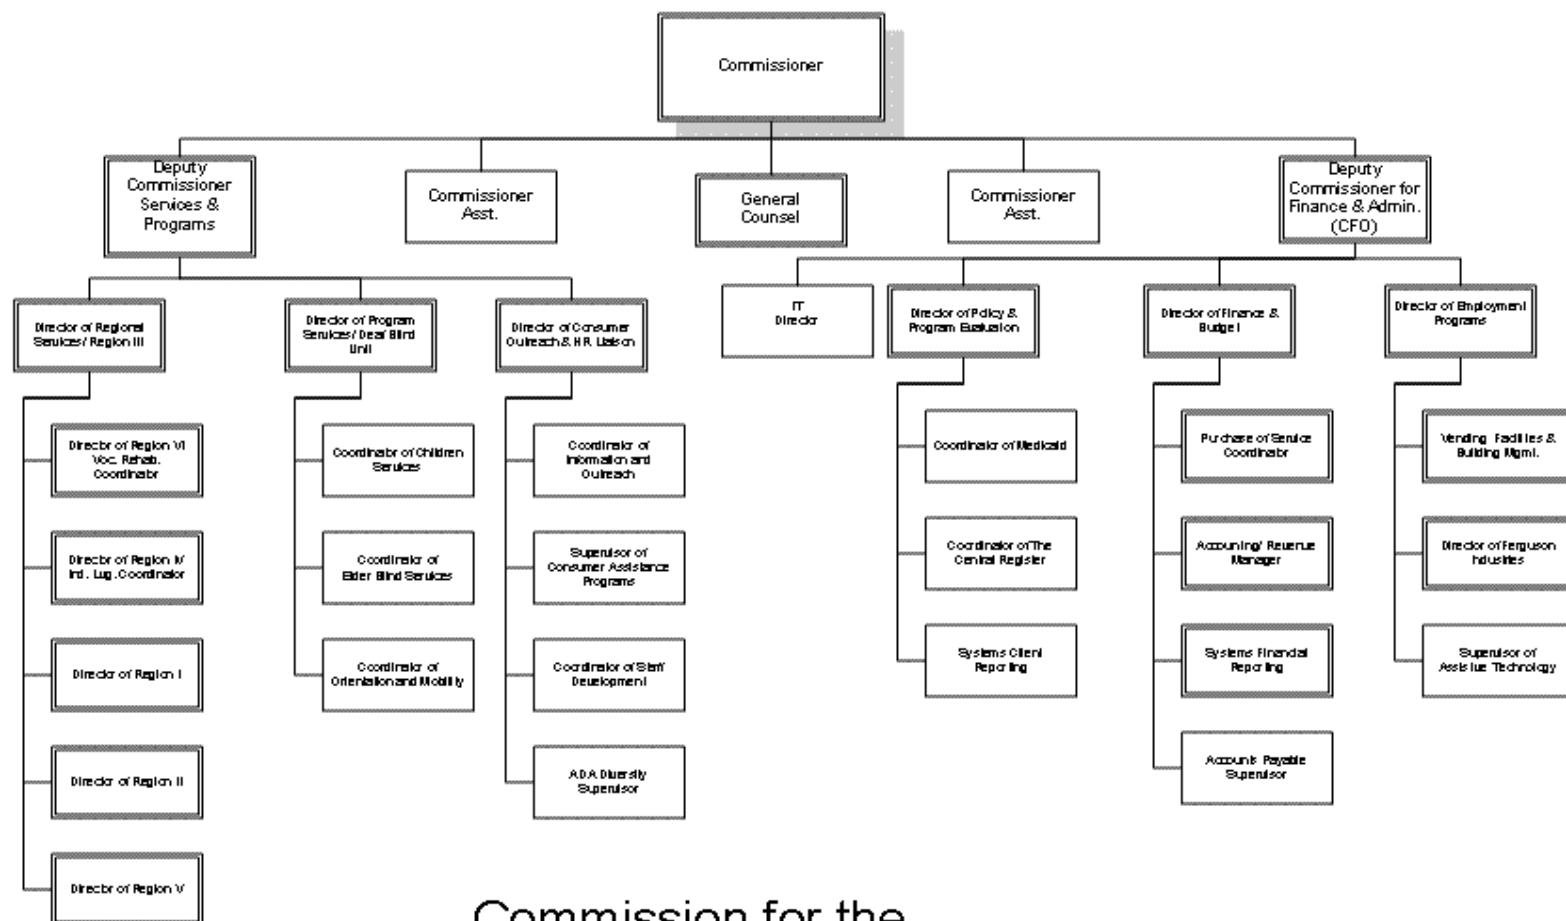 Commissioner
Deputy
Commissioner
Services &
Programs
Commissioner
Asst.
General
Counsel
Commissioner
Asst.
Deputy
Commissioner for
Finance & Admin.
(CFO)
Director of Regional
Services/ Region III
Director of Program
Services/ Deaf Blind
Unit
Director of Consumer
Outreach & HR Liaison
IT
Director
Director of Policy &
Program Evaluation
Director of Finance &
Budget
Director of Employment
Programs
Director of Region VI
Voc. Rehab.
Coordinator
Director of Region IV
Coordinator
Director of Region I
Director of Region II
Director of Region V
Coordinator of Children
Services
Coordinator of
Elder Blind Services
Coordinator of
Orientation and Mobility
Coordinator of
Information and
Outreach
Supervisor of
Consumer Assistance
Programs
Coordinator of Staff
Development
ADA Diversity
Supervisor
Coordinator of Medicaid
Coordinator of The
Central Register
Systems Client
Reporting
Purchase of Service
Coordinator
Accounting/ Revenue
Manager
Systems Financial
Reporting
Accounts Payable
Supervisor
Vending Facilities &
Building Mgmt.
Director of Ferguson
Industries
Supervisor of
Technology
Commission for the